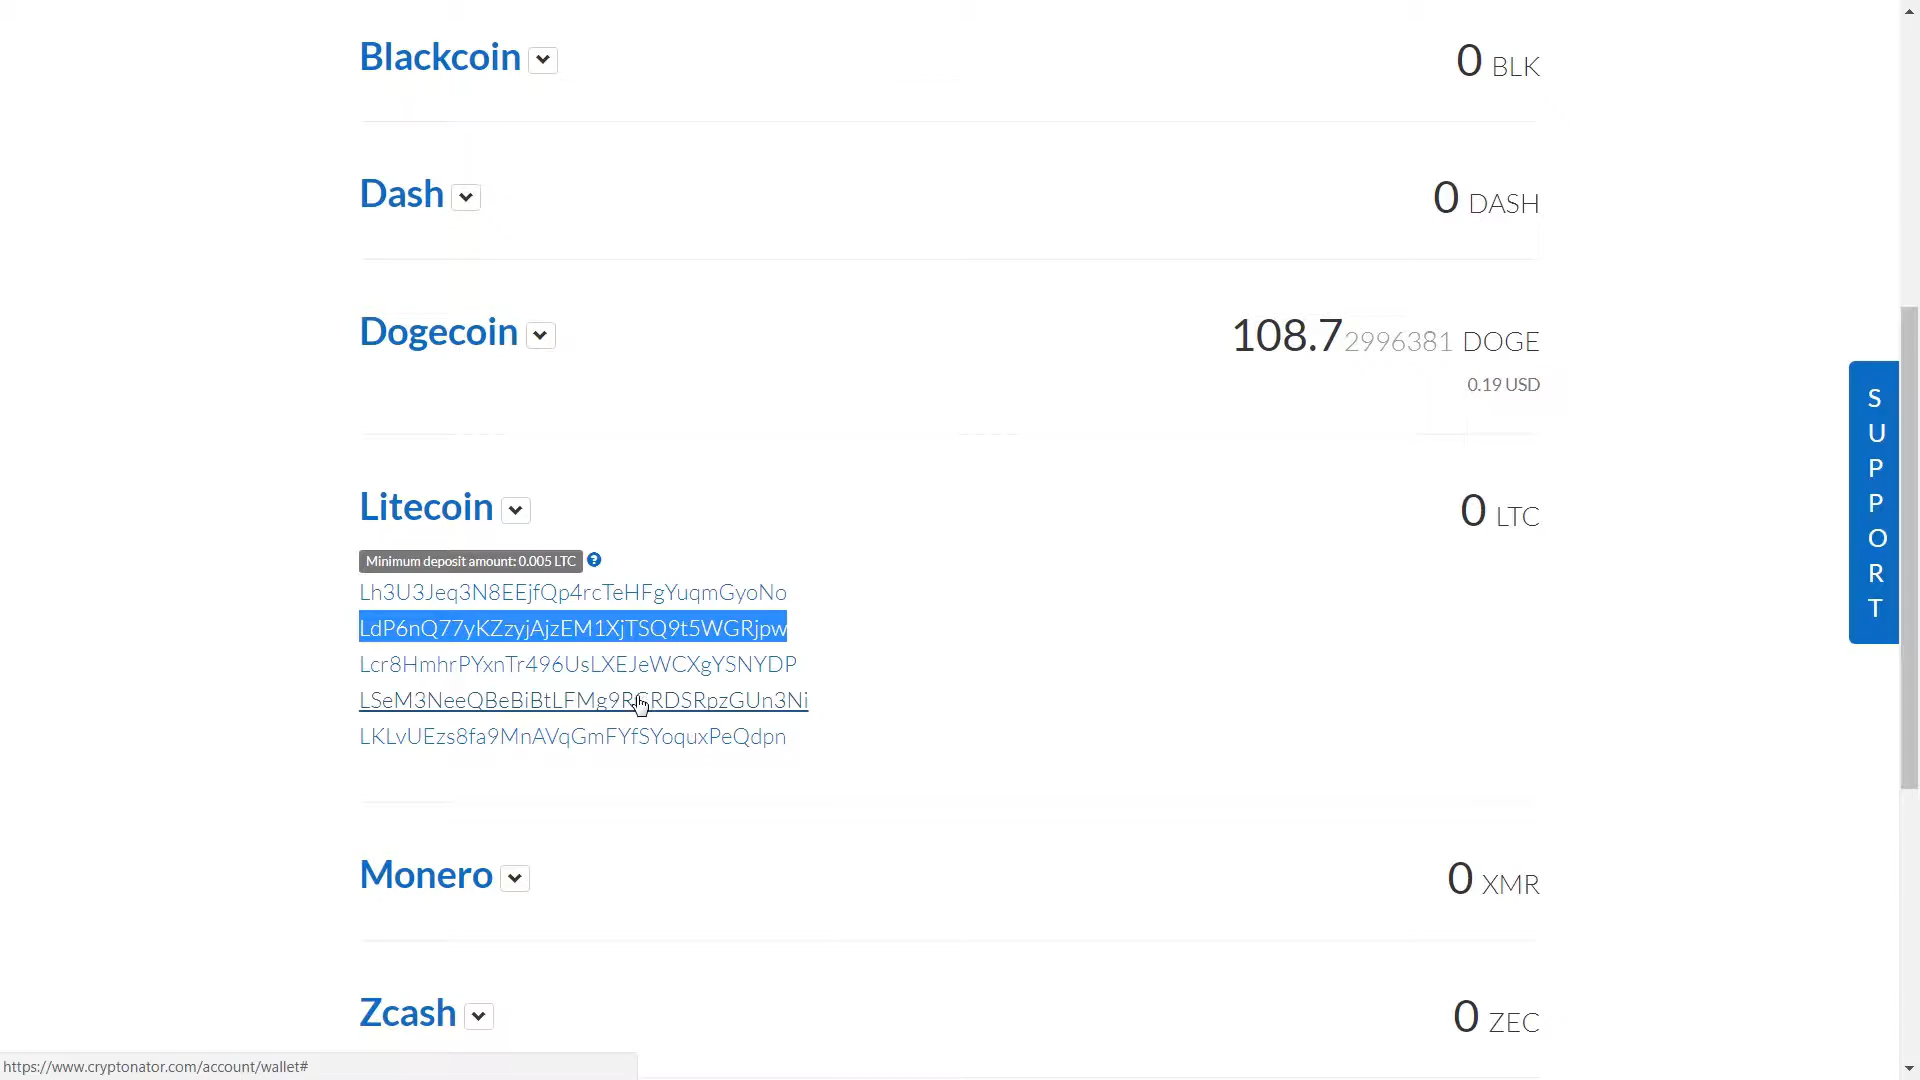 Blackcoin
0 BLK
Dash
0 DASH
Dogecoin
108.72996381 DOGE
0.19 USD
SUPPORT
Litecoin
0 LTC
Minimum deposit amount: 0.005 LTC ?
Lh3U3Jeq3N8EEjfQp4rcTeHFgYuqmGyoNo
LdP6nQ77yKZzyjAjzEM1XjTSQ9t5WGRjpw
Lcr8HmhrPYxnTr496UsLXEJeWCXgYSNYDP
LKLvUEzs8fa9MnAVqGmFYfSYoquxPeQdpn
Monero
0 XMR
Zcash
0 ZEC
https://www.cryptonator.com/account/wallet#